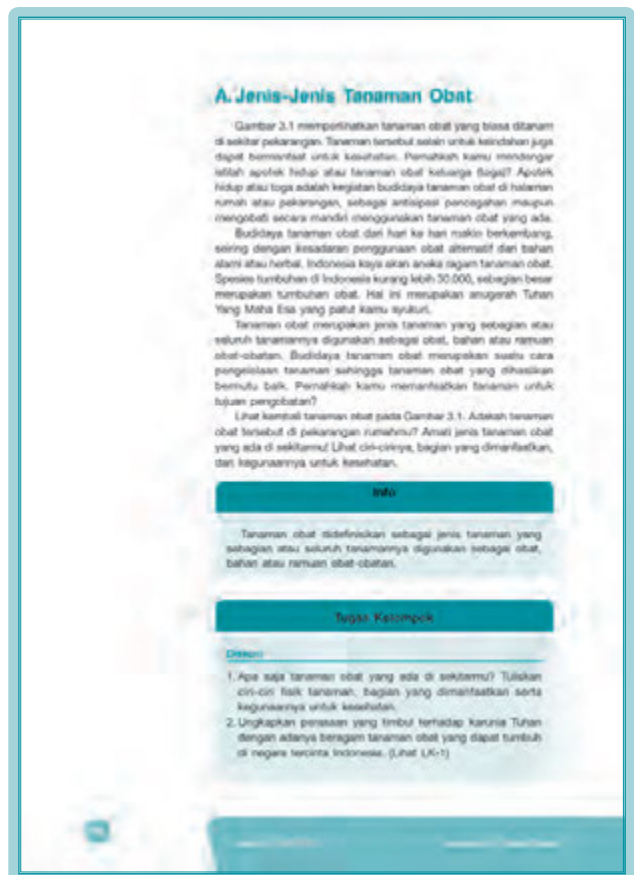 A. Jenis-Jenis Tanaman Obat
Gambar 3.1 memperlihatkan tanaman obat yang biasa ditanam
di sekitar pekarangan. Tanaman tersebut selain untuk keindahan juga
dapat bermanfaat untuk kesehatan. Pernahkah kamu mendengar
istilah apotek hidup atau tanaman obat keluarga (toga)? Apotek
hidup atau toga adalah kegiatan budidaya tanaman obat di halaman
rumah atau pekarangan, sebagai antisipasi pencegahan maupun
mengobati secara mandiri menggunakan tanaman obat yang ada.
Budidaya tanaman obat dari hari ke hari makin berkembang,
seiring dengan kesadaran penggunaan obat alternatif dari bahan
alami atau herbal. Indonesia kaya akan aneka ragam tanaman obat.
Spesies tumbuhan di Indonesia kurang lebih 30.000, sebagian besar
merupakan tumbuhan obat. Hal ini merupakan anugerah Tuhan
Yang Maha Esa yang patut kamu syukuri.
Tanaman obat merupakan jenis tanaman yang sebagian atau
seluruh tanamannya digunakan sebagai obat, bahan atau ramuan
obat-obatan. Budidaya tanaman obat merupakan suatu cara
pengelolaan tanaman sehingga tanaman obat yang dihasilkan
bermutu baik. Pernahkah kamu memanfaatkan tanaman untuk
tujuan pengobatan?
Lihat kembali tanaman obat pada Gambar 3.1. Adakah tanaman
obat tersebut di pekarangan rumahmu? Amati jenis tanaman obat
yang ada di sekitarmu! Lihat ciri-cirinya, bagian yang dimanfaatkan,
dan kegunaannya untuk kesehatan.
Info
Tanaman obat didefinisikan sebagai jenis tanaman yang
sebagian atau seluruh tanamannya digunakan sebagai obat,
bahan atau ramuan obat-obatan.
Tugas Kelompok
Diskusi
1. Apa saja tanaman obat yang ada di sekitarmu? Tuliskan
ciri-ciri fisik tanaman, bagian yang dimanfaatkan serta
kegunaannya untuk kesehatan.
2. Ungkapkan perasaan yang timbul terhadap karunia Tuhan
dengan adanya beragam tanaman obat yang dapat tumbuh
di negara tercinta Indonesia. (Lihat LK-1)